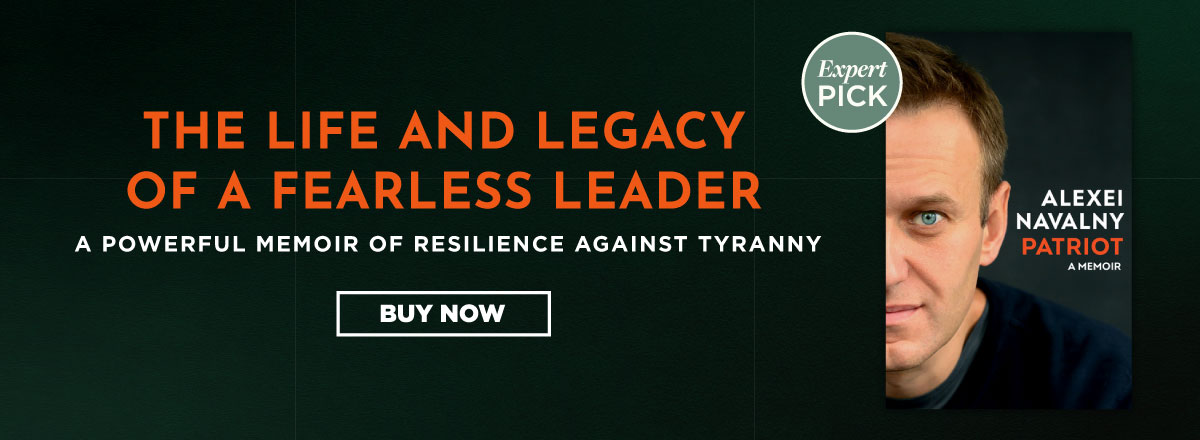 THE LIFE AND LEGACY
OF A FEARLESS LEADER
A POWERFUL MEMOIR OF RESILIENCE AGAINST TYRANNY
BUY NOW
Expert
PICK
ALEXEI
NAVALNY
PATRIOT
A MEMOIR